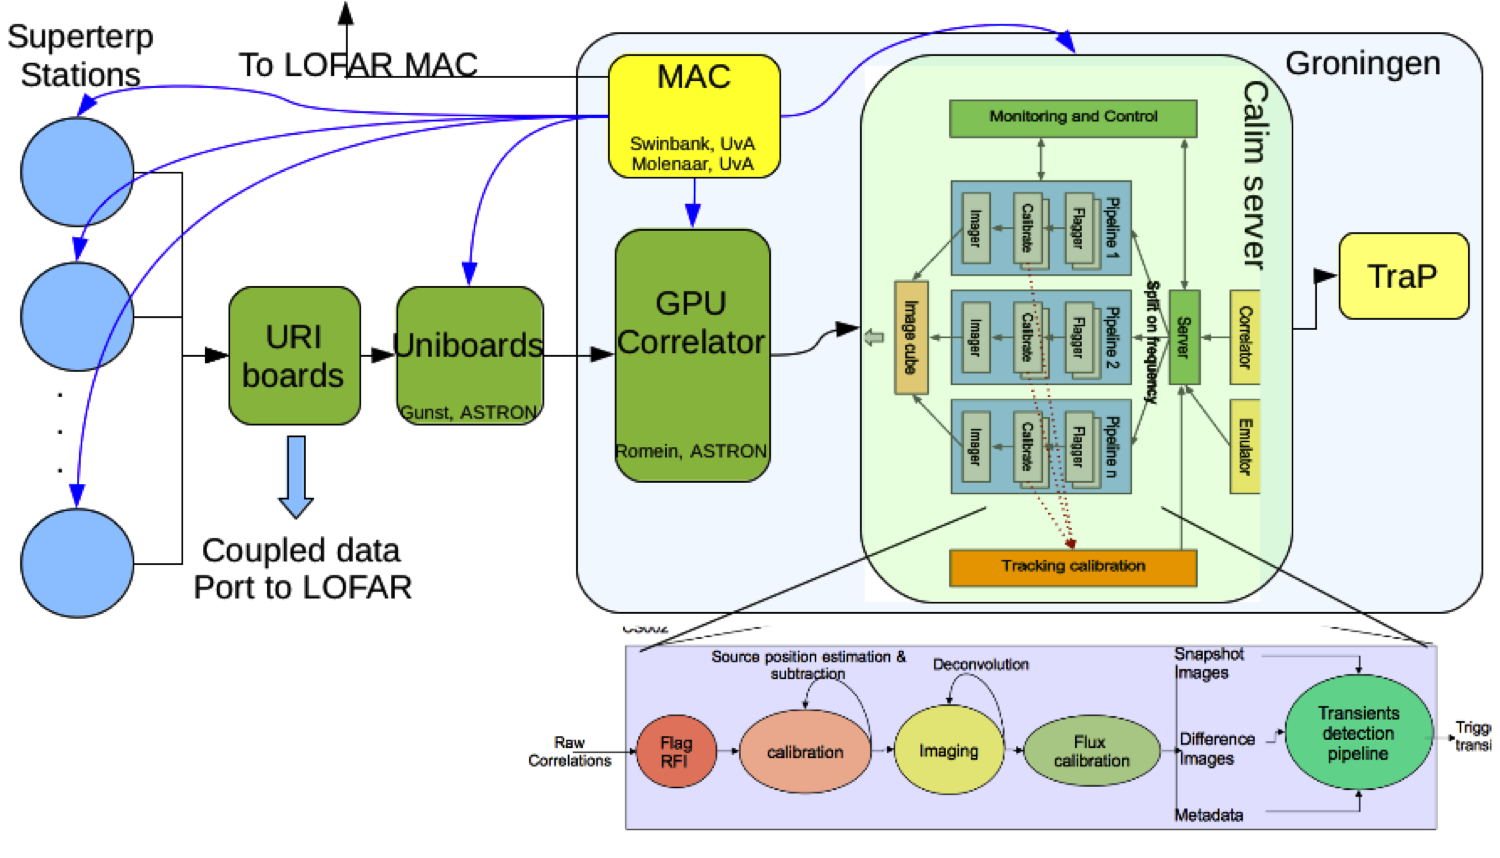 Superterp
Stations
To LOFAR MAC
MAC
Swinbank, UvA
Molenaar, UvA
Groningen
Calim server
Monitoring and Control
Pipeline 1
Flagger
Calibrate
Imager
Pipeline 2
Flagger
Calibrate
Imager
Pipeline n
Flagger
Calibrate
Imager
Image cube
Split on frequency
Server
Correlator
Emulator
Tracking calibration
TraP
URI
boards
Uniboards
Gunst, ASTRON
GPU
Correlator
Romein, ASTRON
Coupled data
Port to LOFAR
Source position estimation &
subtraction
Deconvolution
Raw
Correlations
Flag
RFI
calibration
Imaging
Flux
calibration
Snapshot
Images
Difference
Images
Metadata
Transients
detection
pipeline
Trigg
transi